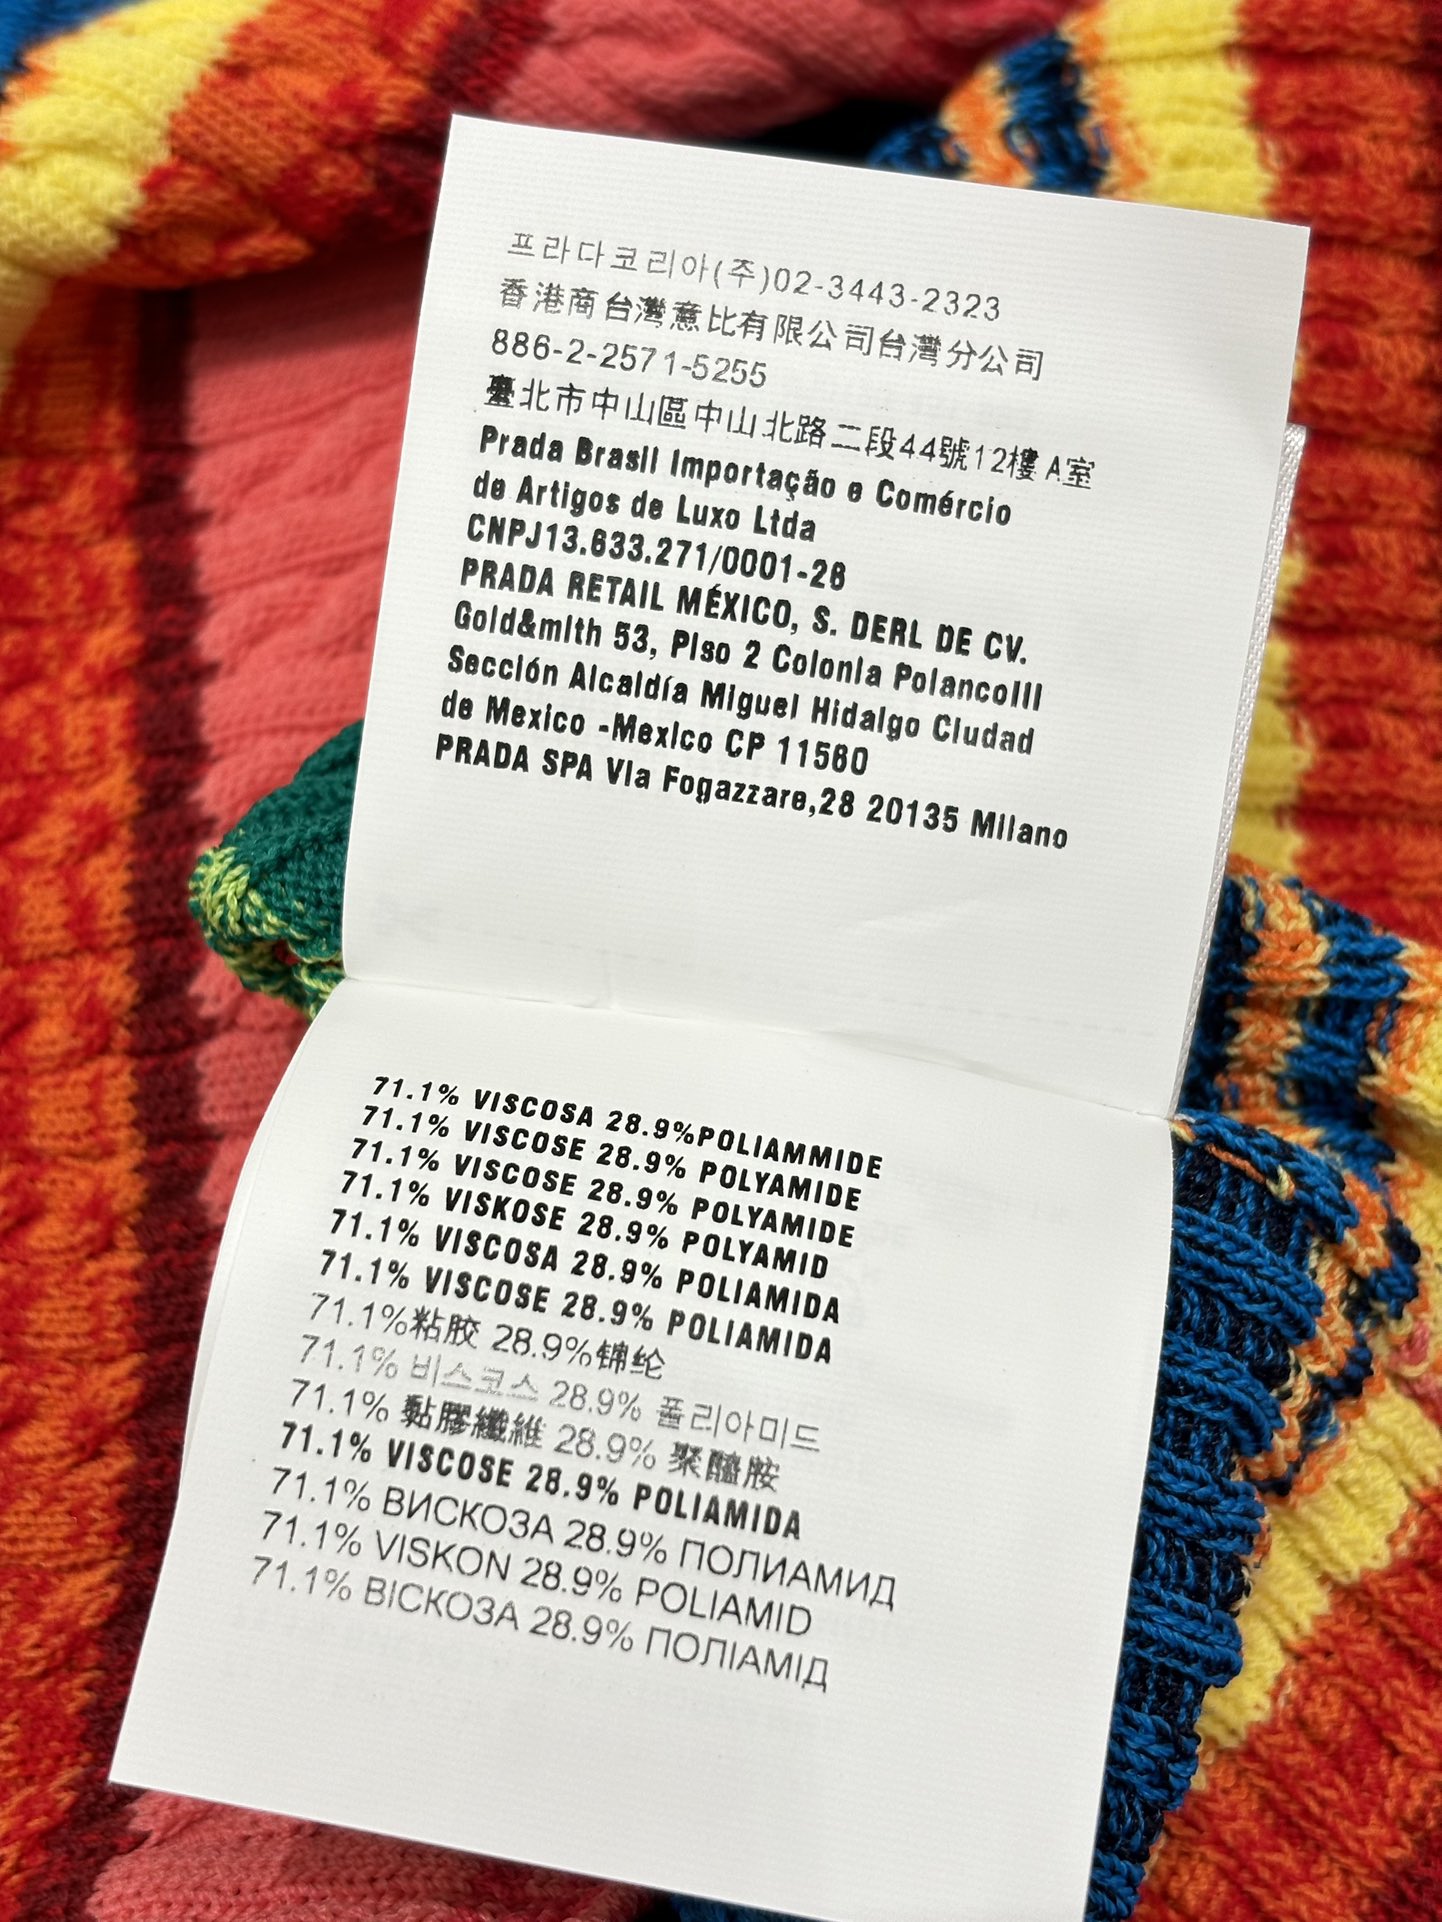 프라다코리아(주)02-3443-2323
香港商台灣意比有限公司台灣分公司
886-2-2571-5255
臺北市中山區中山北路二段44號12樓A室
Prada Brasil Importação e Comércio
de Artigos de Luxo Ltda
CNPJ13.633.271/0001-28
PRADA RETAIL MÉXICO, S. DERL DE CV.
Gold&mith 53, Piso 2 Colonia PolancoIII
Sección Alcaldía Miguel Hidalgo Ciudad
de Mexico -Mexico CP 11560
PRADA SPA Via Fogazzare,28 20135 Milano
71.1% VISCOSA 28.9%POLIAMMIDE
71.1% VISCOSE 28.9% POLYAMIDE
71.1% VISCOSE 28.9% POLYAMIDE
71.1% VISKOSE 28.9% POLYAMID
71.1% VISCOSA 28.9% POLIAMIDA
71.1% VISCOSE 28.9% POLIAMIDA
71.1%粘胶 28.9%锦纶
71.1% 비스코스 28.9% 폴리아미드
71.1% 黏膠纖維 28.9% 聚醯胺
71.1% VISCOSE 28.9% POLIAMIDA
71.1% ВИСКОЗА 28.9% ПОЛИАМИД
71.1% VISKON 28.9% POLIAMID
71.1% ВІСКОЗА 28.9% ПОЛІАМІД